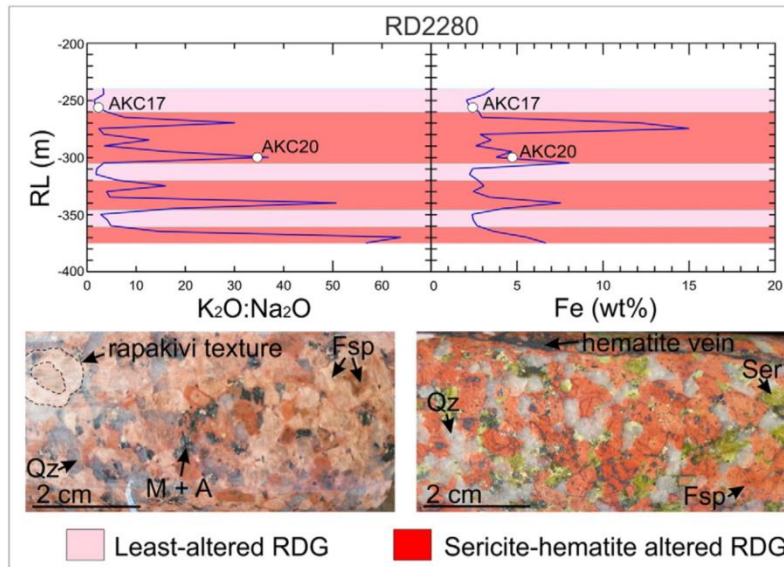 RD2280
-200
-250
-300
-350
-400
RL (m)
AKC17
AKC20
0 10 20 30 40 50 60
K₂O:Na₂O
AKC17
AKC20
0 5 10 15 20
Fe (wt%)
rapakivi texture
Fsp
Qz
M + A
2 cm
hematite vein
Ser
Qz
Fsp
2 cm
Least-altered RDG
Sericite-hematite altered RDG